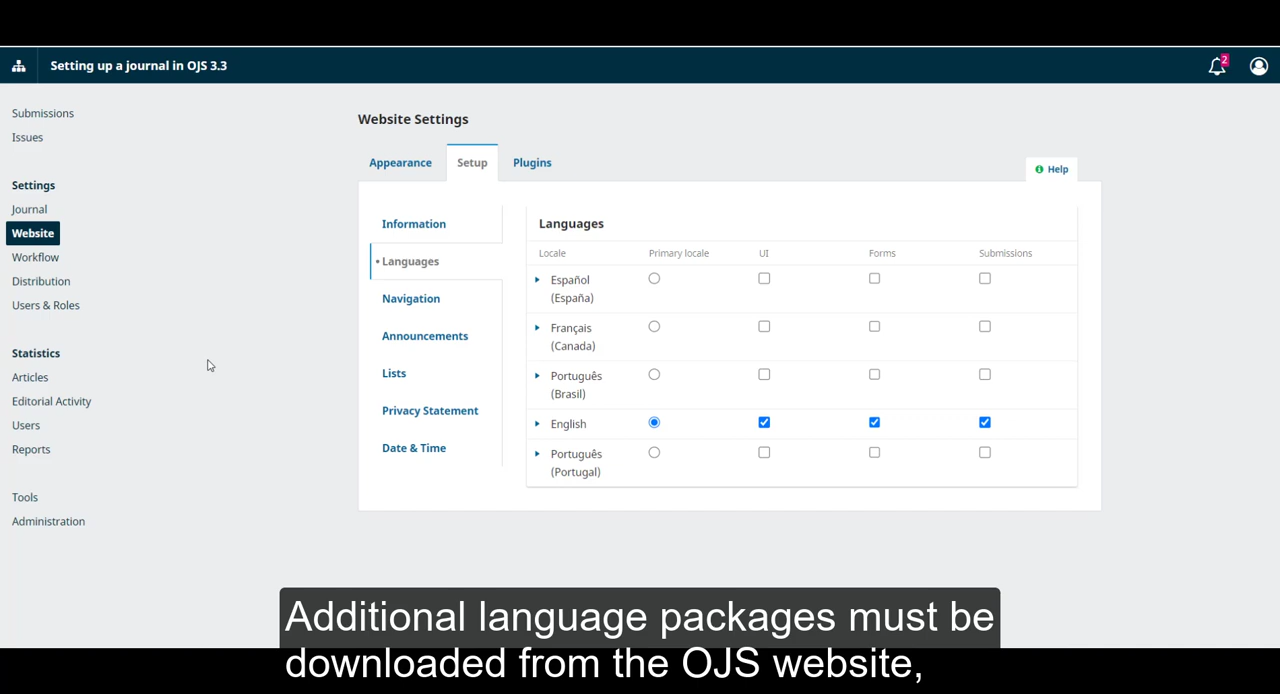 Setting up a journal in OJS 3.3
2
Submissions
Issues
Settings
Journal
Website
Workflow
Distribution
Users & Roles
Statistics
Articles
Editorial Activity
Users
Reports
Tools
Administration
Website Settings
Appearance Setup Plugins
Help
Information
• Languages
Navigation
Announcements
Lists
Privacy Statement
Date & Time
Languages
Locale Primary locale UI Forms Submissions
Español
(España)
Français
(Canada)
Português
(Brasil)
English
Português
(Portugal)
Additional language packages must be
downloaded from the OJS website,